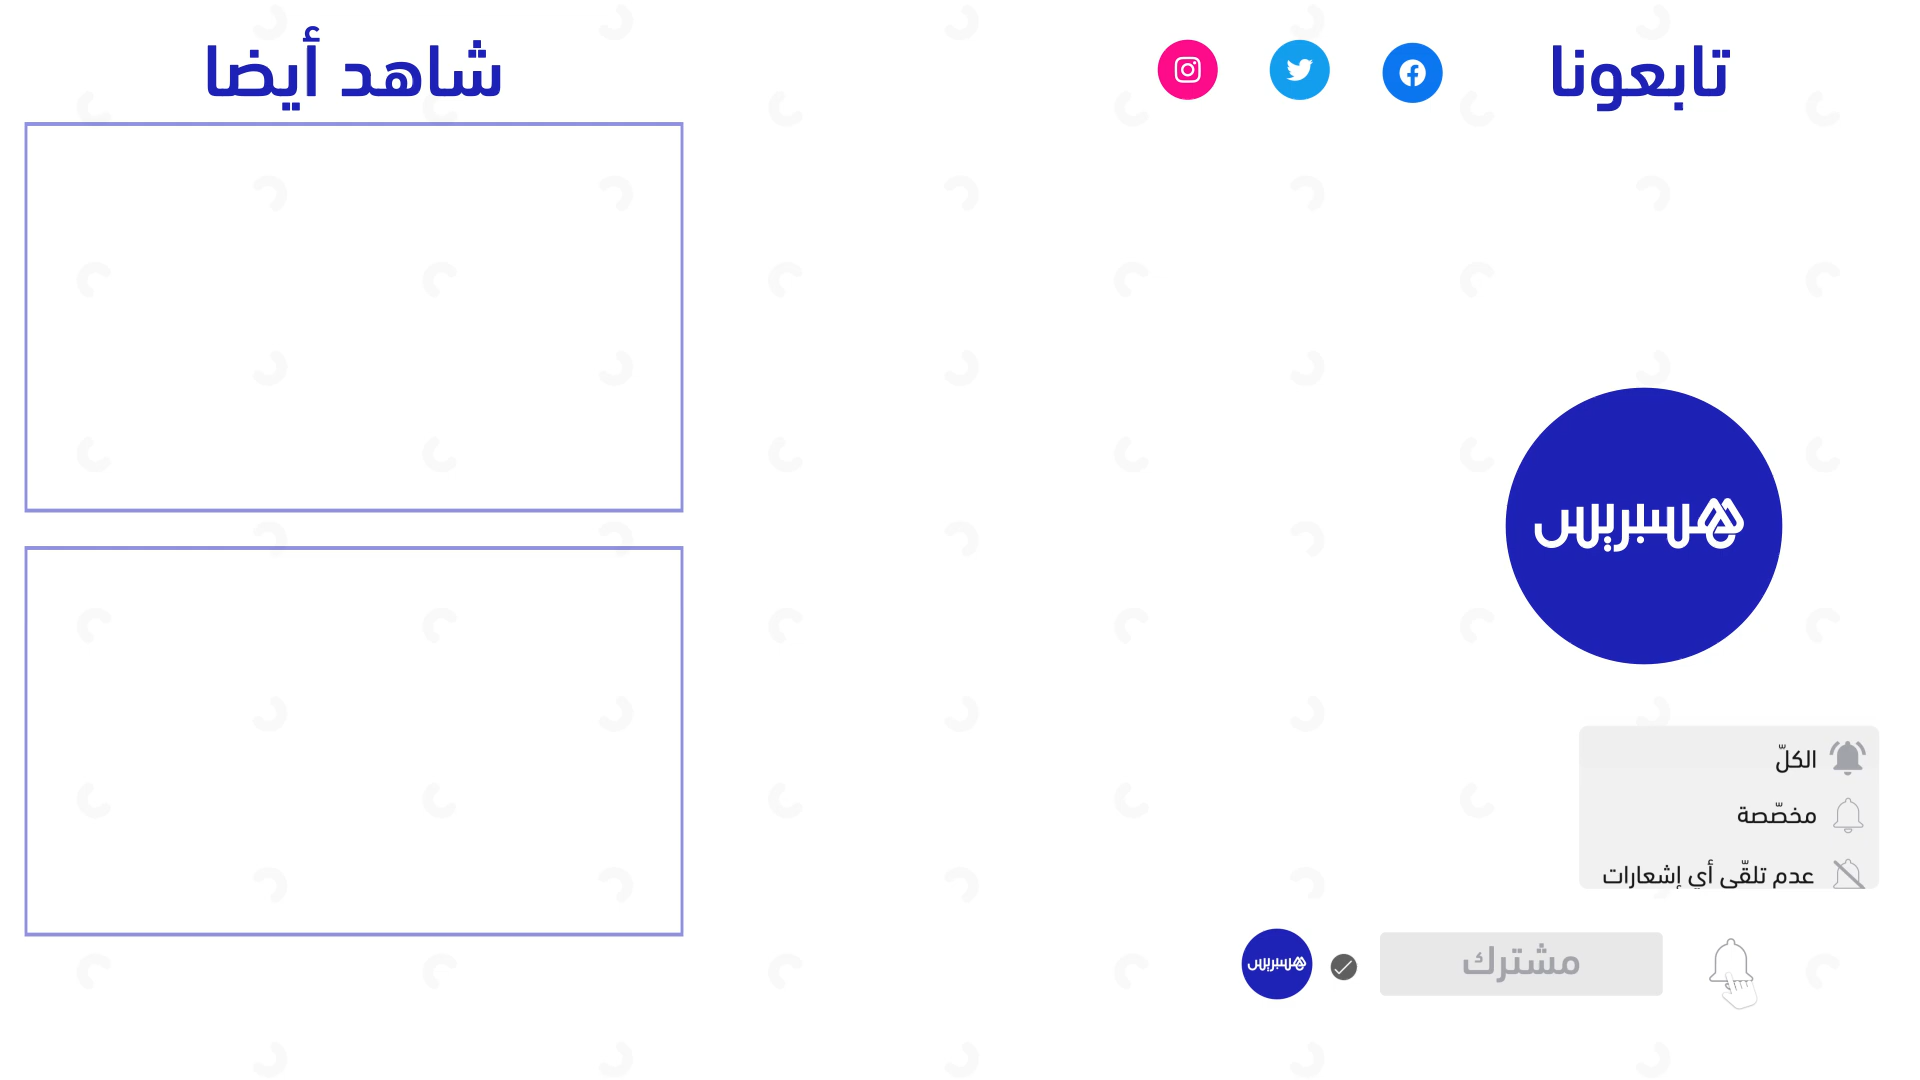 تابعونا
شاهد أيضا
هسبريس
الكلّ
مخصّصة
عدم تلقّى أي إشعارات
هسبريس
مشترك